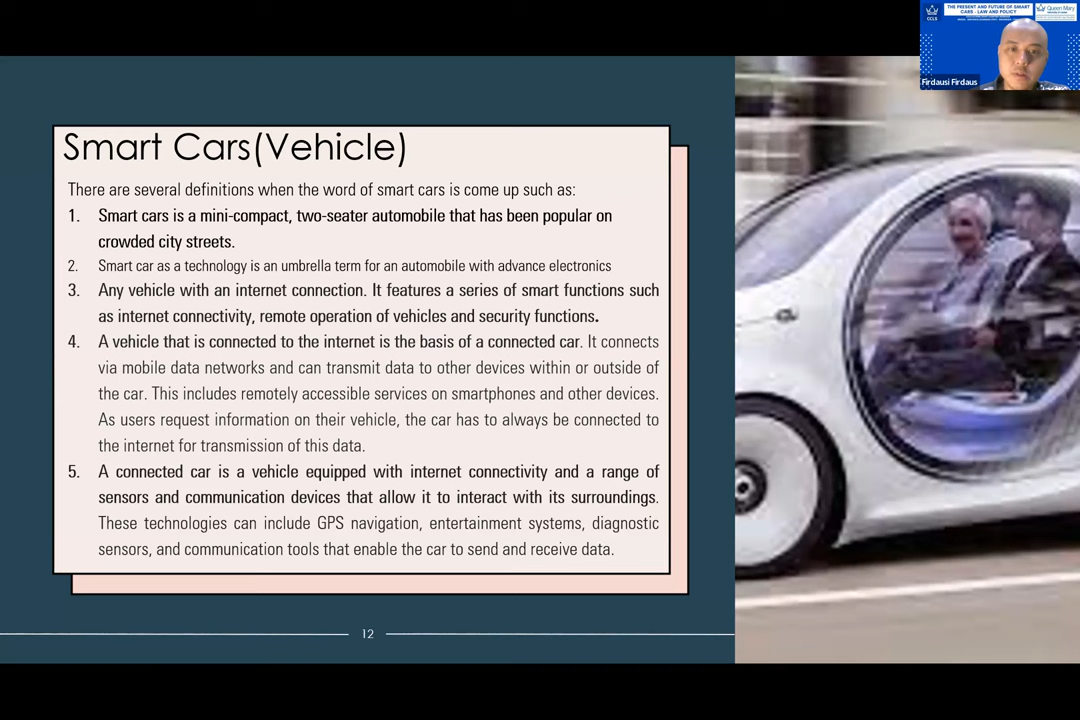 THE PRESENT AND FUTURE OF SMART
CARS - LAW AND POLICY
CCLS
Queen Mary
Firdausi Firdaus
Smart Cars(Vehicle)
There are several definitions when the word of smart cars is come up such as:
1. Smart cars is a mini-compact, two-seater automobile that has been popular on
crowded city streets.
2. Smart car as a technology is an umbrella term for an automobile with advance electronics
3. Any vehicle with an internet connection. It features a series of smart functions such
as internet connectivity, remote operation of vehicles and security functions.
4. A vehicle that is connected to the internet is the basis of a connected car. It connects
via mobile data networks and can transmit data to other devices within or outside of
the car. This includes remotely accessible services on smartphones and other devices.
As users request information on their vehicle, the car has to always be connected to
the internet for transmission of this data.
5. A connected car is a vehicle equipped with internet connectivity and a range of
sensors and communication devices that allow it to interact with its surroundings.
These technologies can include GPS navigation, entertainment systems, diagnostic
sensors, and communication tools that enable the car to send and receive data.
12